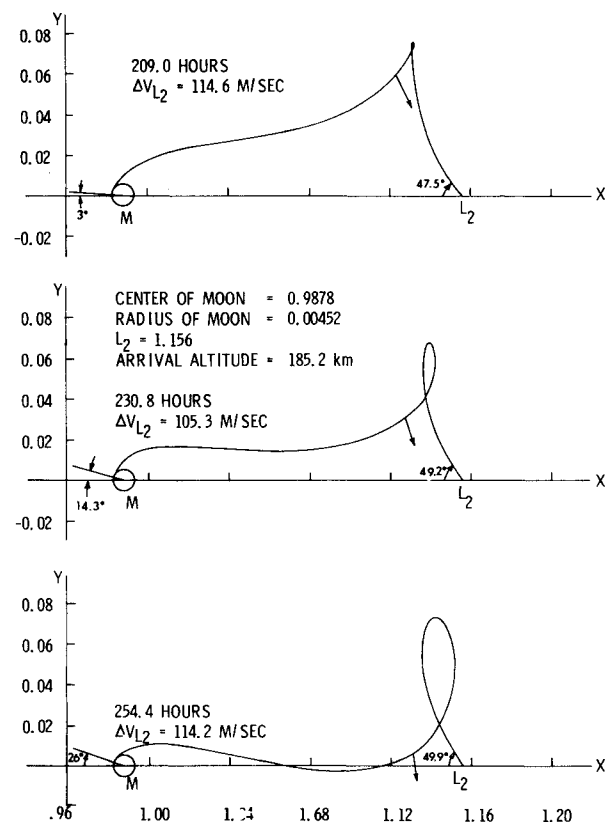 Y
0.08
0.06
0.04
0.02
0
-0.02
209.0 HOURS
ΔV_L2 = 114.6 M/SEC
3°
M
47.5°
L2
X
Y
0.08
0.06
0.04
0.02
0
-0.02
CENTER OF MOON = 0.9878
RADIUS OF MOON = 0.00452
L2 = 1.156
ARRIVAL ALTITUDE = 185.2 km
230.8 HOURS
ΔV_L2 = 105.3 M/SEC
14.3°
M
49.2°
L2
X
Y
0.08
0.06
0.04
0.02
0
254.4 HOURS
ΔV_L2 = 114.2 M/SEC
26°
M
49.9°
L2
X
.96 1.00 1.68 1.12 1.16 1.20